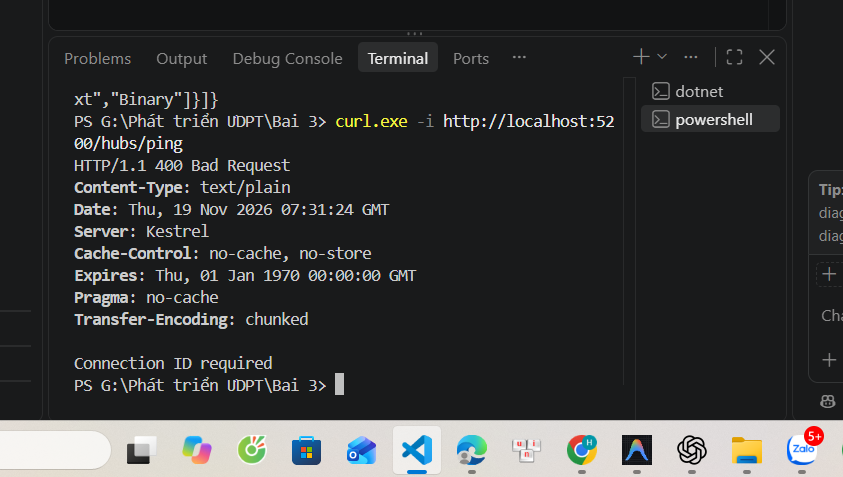 Problems Output Debug Console Terminal Ports ...
xt","Binary"]}]}
PS G:\Phát triển ƯDPT\Bai 3> curl.exe -i http://localhost:52
00/hubs/ping
HTTP/1.1 400 Bad Request
Content-Type: text/plain
Date: Thu, 19 Nov 2026 07:31:24 GMT
Server: Kestrel
Cache-Control: no-cache, no-store
Expires: Thu, 01 Jan 1970 00:00:00 GMT
Pragma: no-cache
Transfer-Encoding: chunked
Connection ID required
PS G:\Phát triển ƯDPT\Bai 3>
dotnet
powershell
Tip:
diag
diag
Cha
H
Zalo
5+